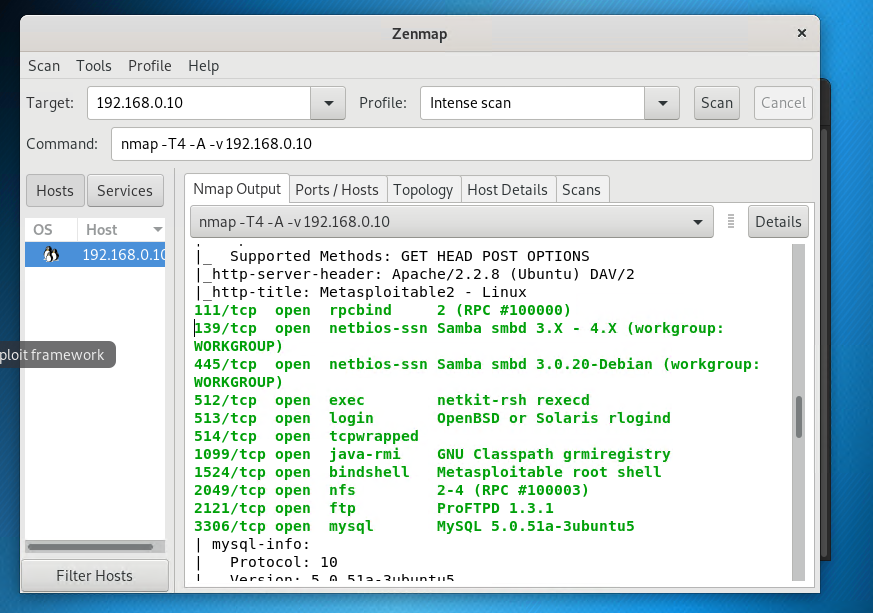 Zenmap
Scan Tools Profile Help
Target: 192.168.0.10 Profile: Intense scan Scan Cancel
Command: nmap -T4 -A -v 192.168.0.10
Hosts Services
OS Host
192.168.0.10
Filter Hosts
ploit framework
Nmap Output Ports / Hosts Topology Host Details Scans
nmap -T4 -A -v 192.168.0.10 Details
|_  Supported Methods: GET HEAD POST OPTIONS
|_http-server-header: Apache/2.2.8 (Ubuntu) DAV/2
|_http-title: Metasploitable2 - Linux
111/tcp  open  rpcbind     2 (RPC #100000)
139/tcp  open  netbios-ssn Samba smbd 3.X - 4.X (workgroup:
WORKGROUP)
445/tcp  open  netbios-ssn Samba smbd 3.0.20-Debian (workgroup:
WORKGROUP)
512/tcp  open  exec        netkit-rsh rexecd
513/tcp  open  login       OpenBSD or Solaris rlogind
514/tcp  open  tcpwrapped
1099/tcp open  java-rmi    GNU Classpath grmiregistry
1524/tcp open  bindshell   Metasploitable root shell
2049/tcp open  nfs         2-4 (RPC #100003)
2121/tcp open  ftp         ProFTPD 1.3.1
3306/tcp open  mysql       MySQL 5.0.51a-3ubuntu5
| mysql-info:
|   Protocol: 10
|   Version: 5.0.51a-3ubuntu5